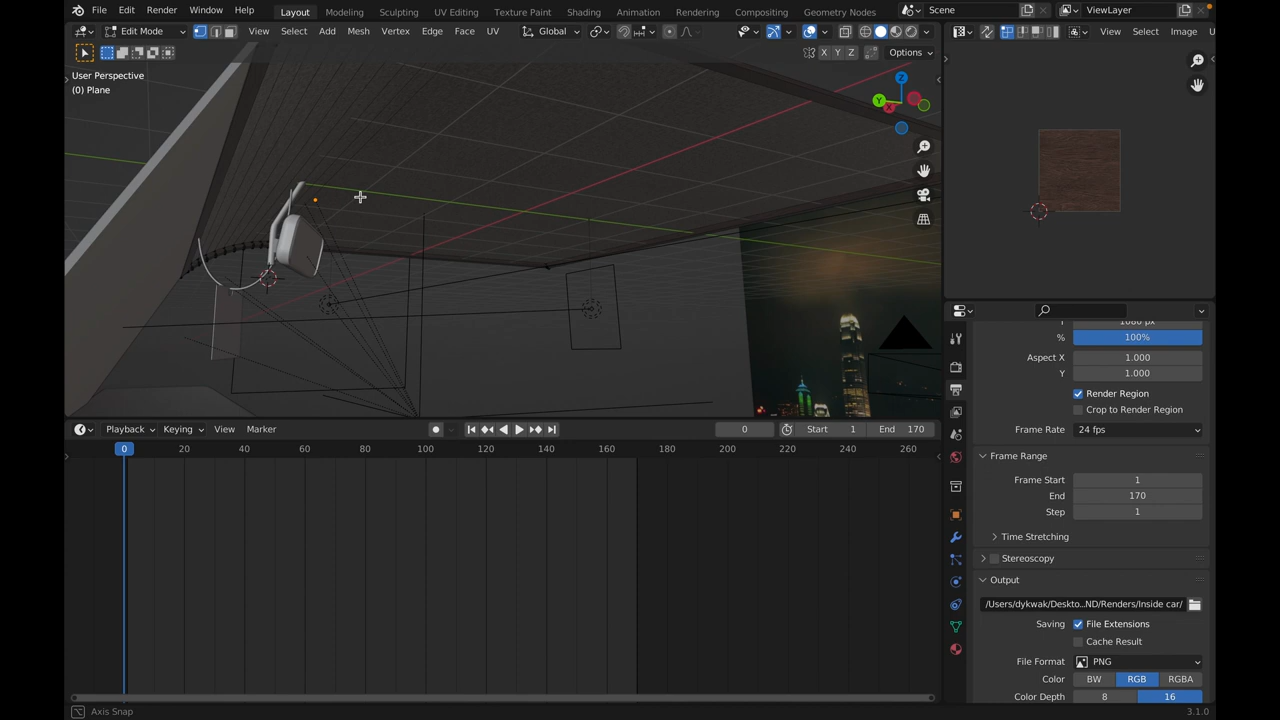 File Edit Render Window Help Layout Modeling Sculpting UV Editing Texture Paint Shading Animation Rendering Compositing Geometry Nodes Scene ViewLayer
Edit Mode View Select Add Mesh Vertex Edge Face UV Global View Select Image U
X Y Z Options
User Perspective
(0) Plane
Z
Y
X
Playback Keying View Marker 0 Start 1 End 170
0 20 40 60 80 100 120 140 160 180 200 220 240 260
Y 1080 px
% 100%
Aspect X 1.000
Y 1.000
Render Region
Crop to Render Region
Frame Rate 24 fps
Frame Range
Frame Start 1
End 170
Step 1
Time Stretching
Stereoscopy
Output
/Users/dykwak/Deskto...ND/Renders/Inside car/
Saving File Extensions
Cache Result
File Format PNG
Color BW RGB RGBA
Color Depth 8 16
Axis Snap 3.1.0